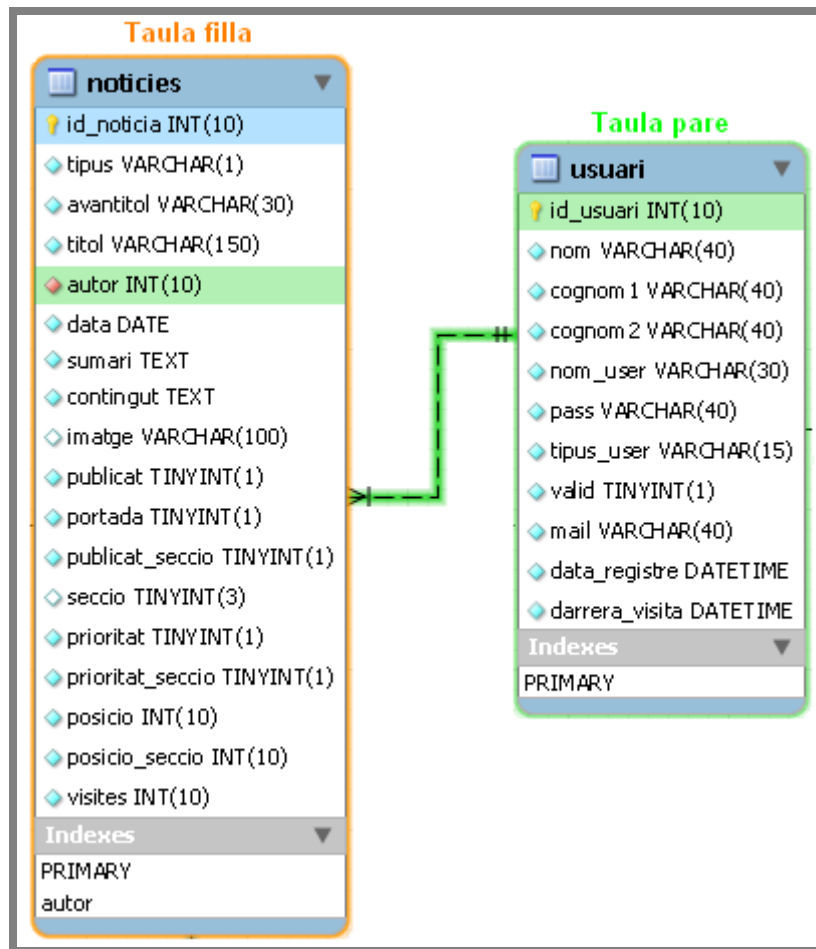 Taula filla
noticies
id_noticia INT(10)
tipus VARCHAR(1)
avantitol VARCHAR(30)
titol VARCHAR(150)
autor INT(10)
data DATE
sumari TEXT
contingut TEXT
imatge VARCHAR(100)
publicat TINYINT(1)
portada TINYINT(1)
publicat_seccio TINYINT(1)
seccio TINYINT(3)
prioritat TINYINT(1)
prioritat_seccio TINYINT(1)
posicio INT(10)
posicio_seccio INT(10)
visites INT(10)
Indexes
PRIMARY
autor
Taula pare
usuari
id_usuari INT(10)
nom VARCHAR(40)
cognom1 VARCHAR(40)
cognom2 VARCHAR(40)
nom_user VARCHAR(30)
pass VARCHAR(40)
tipus_user VARCHAR(15)
valid TINYINT(1)
mail VARCHAR(40)
data_registre DATETIME
darrera_visita DATETIME
Indexes
PRIMARY